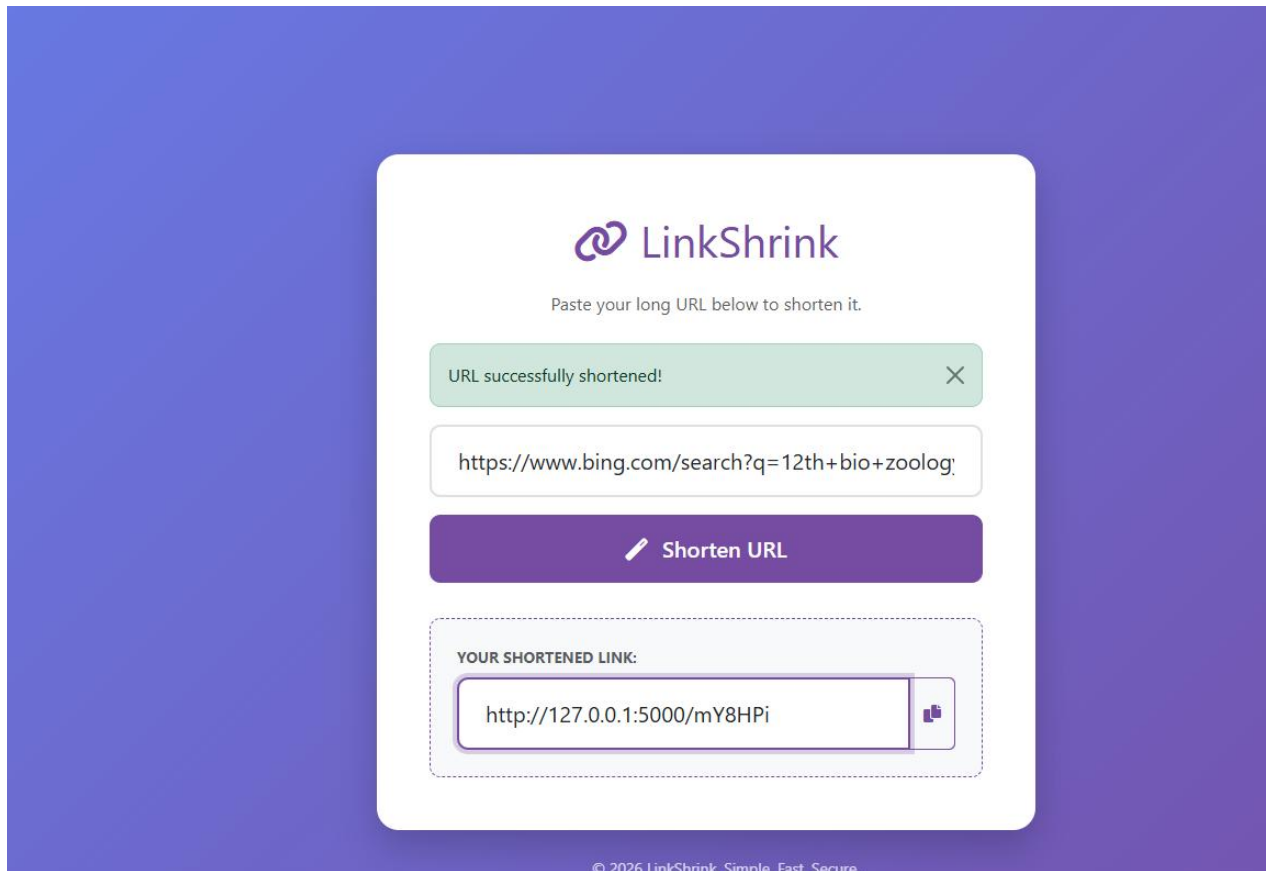 LinkShrink
Paste your long URL below to shorten it.
URL successfully shortened!
https://www.bing.com/search?q=12th+bio+zoology
Shorten URL
YOUR SHORTENED LINK:
http://127.0.0.1:5000/mY8HPi
© 2026 LinkShrink. Simple. Fast. Secure.